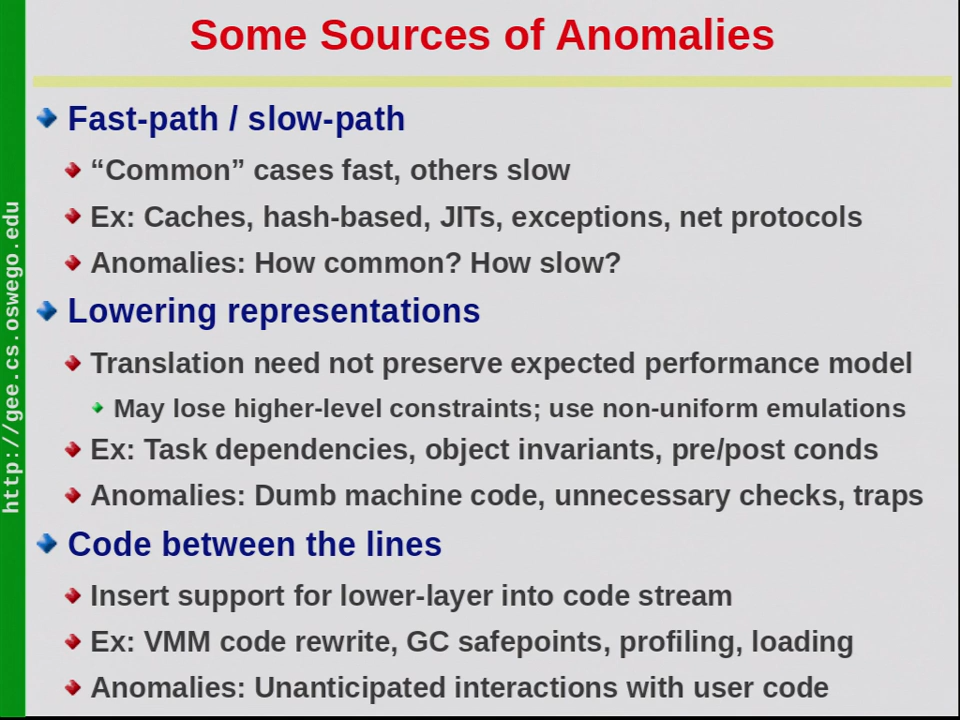 Some Sources of Anomalies
Fast-path / slow-path
“Common” cases fast, others slow
Ex: Caches, hash-based, JITs, exceptions, net protocols
Anomalies: How common? How slow?
Lowering representations
Translation need not preserve expected performance model
May lose higher-level constraints; use non-uniform emulations
Ex: Task dependencies, object invariants, pre/post conds
Anomalies: Dumb machine code, unnecessary checks, traps
Code between the lines
Insert support for lower-layer into code stream
Ex: VMM code rewrite, GC safepoints, profiling, loading
Anomalies: Unanticipated interactions with user code
http://gee.cs.oswego.edu